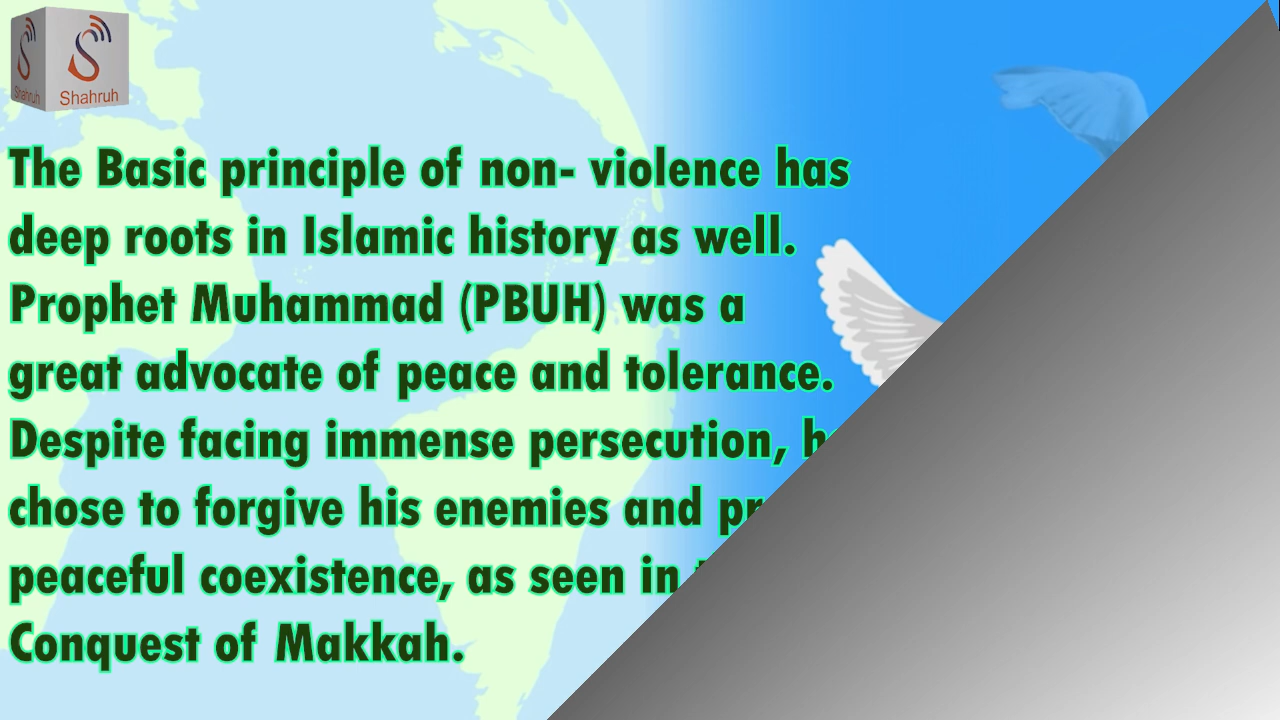 Shahruh
Shahruh
The Basic principle of non- violence has
deep roots in Islamic history as well.
Prophet Muhammad (PBUH) was a
great advocate of peace and tolerance.
Despite facing immense persecution,
chose to forgive his enemies and
peaceful coexistence, as seen in
Conquest of Makkah.